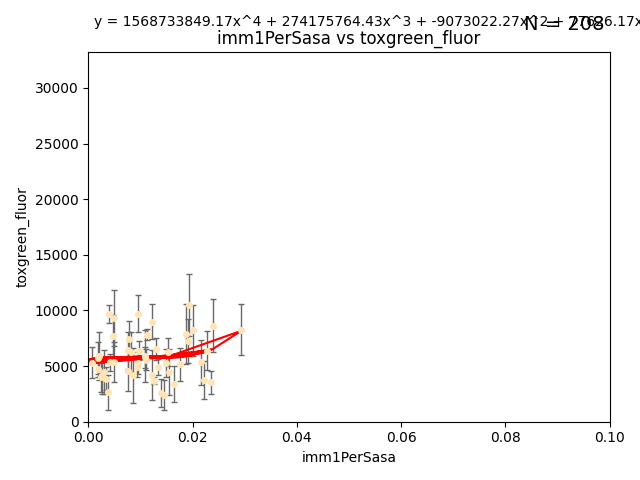 y = 1568733849.17x^4 + 274175764.43x^3 + -9073022.27x^2 +
N = 208
imm1PerSasa vs toxgreen_fluor
30000
25000
20000
15000
10000
5000
0
toxgreen_fluor
0.00 0.02 0.04 0.06 0.08 0.10
imm1PerSasa